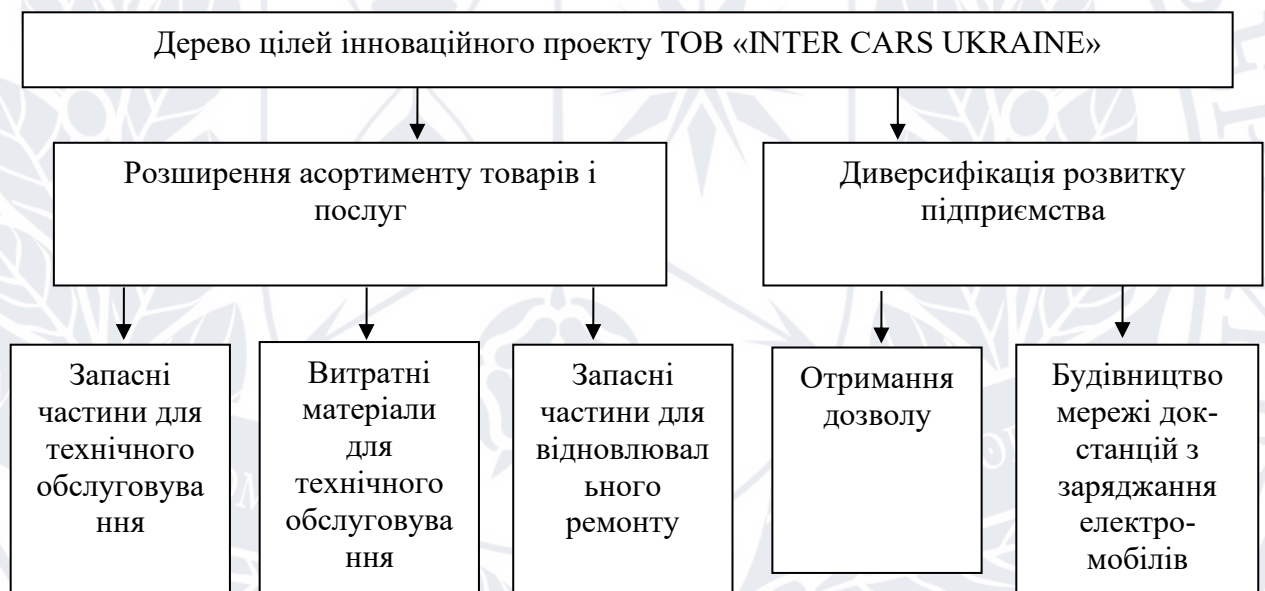 Дерево цілей інноваційного проекту ТОВ «INTER CARS UKRAINE»
Розширення асортименту товарів і
послуг
Диверсифікація розвитку
підприємства
Запасні
частини для
технічного
обслуговува
ння
Витратні
матеріали
для
технічного
обслуговува
ння
Запасні
частини для
відновлювал
ьного
ремонту
Отримання
дозволу
Будівництво
мережі док-
станцій з
заряджання
електро-
мобілів